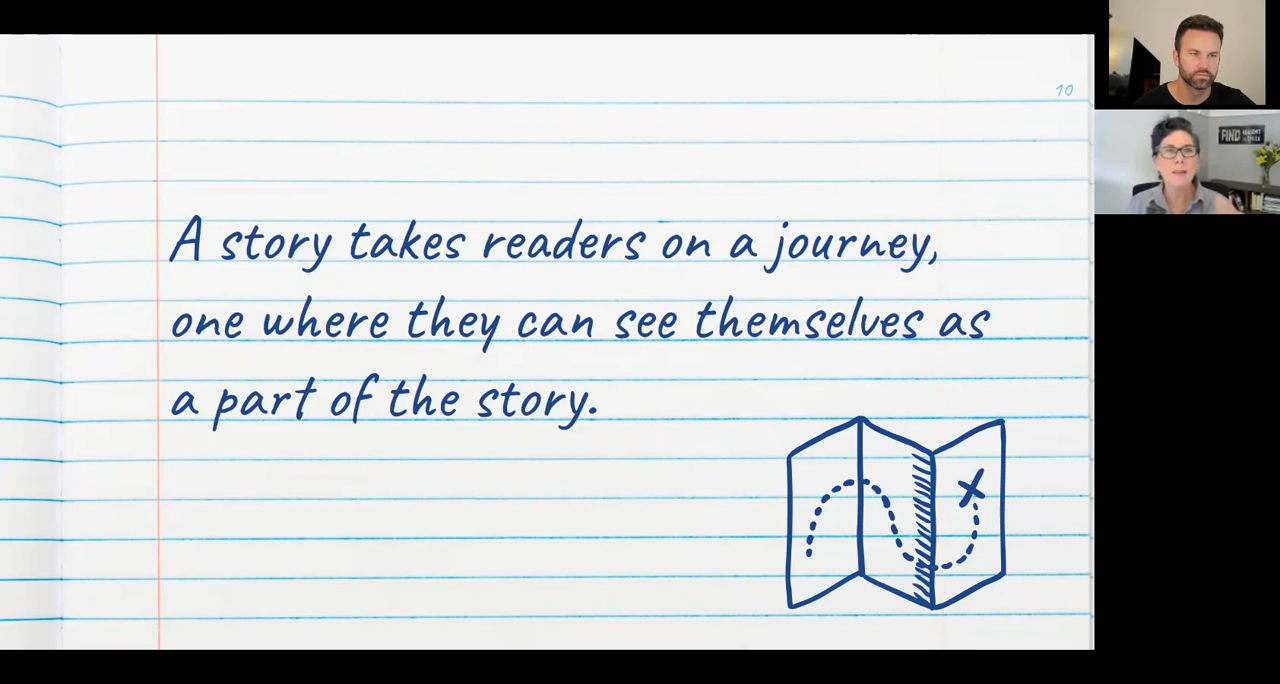 10
A story takes readers on a journey,
one where they can see themselves as
a part of the story.
FIND